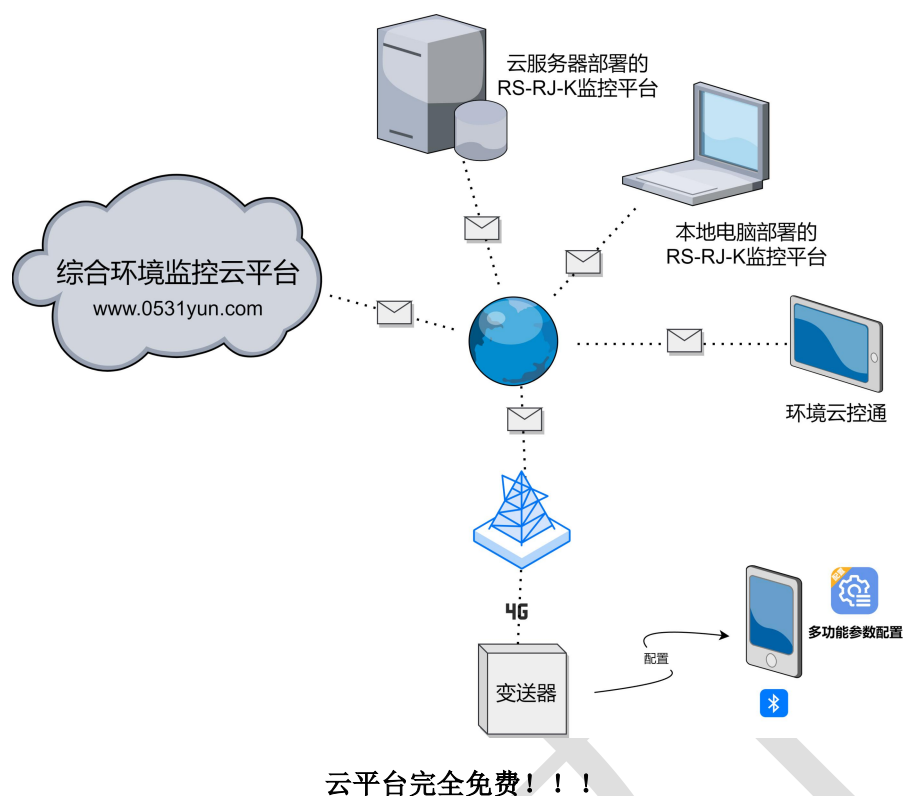 云服务器部署的
RS-RJ-K监控平台
本地电脑部署的
RS-RJ-K监控平台
综合环境监控云平台
www.0531yun.com
环境云控通
4G
配置
多功能参数配置
配置
变送器
云平台完全免费！！！